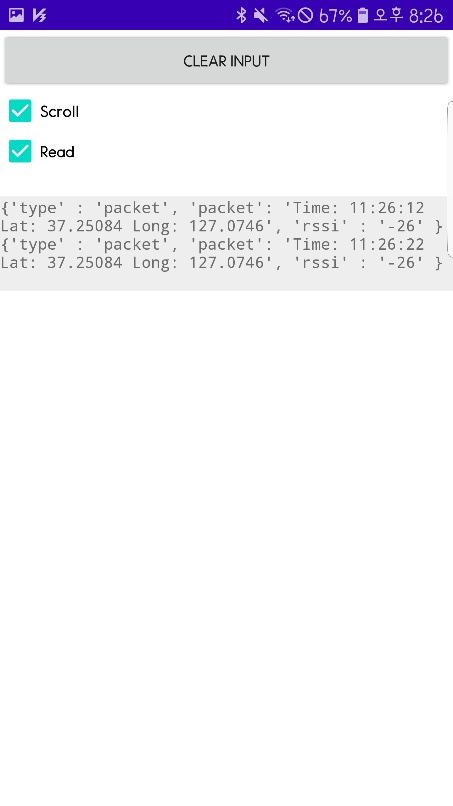 67% 오후 8:26
CLEAR INPUT
Scroll
Read
{'type' : 'packet', 'packet': 'Time: 11:26:12
Lat: 37.25084 Long: 127.0746', 'rssi' : '-26' }
{'type' : 'packet', 'packet': 'Time: 11:26:22
Lat: 37.25084 Long: 127.0746', 'rssi' : '-26' }